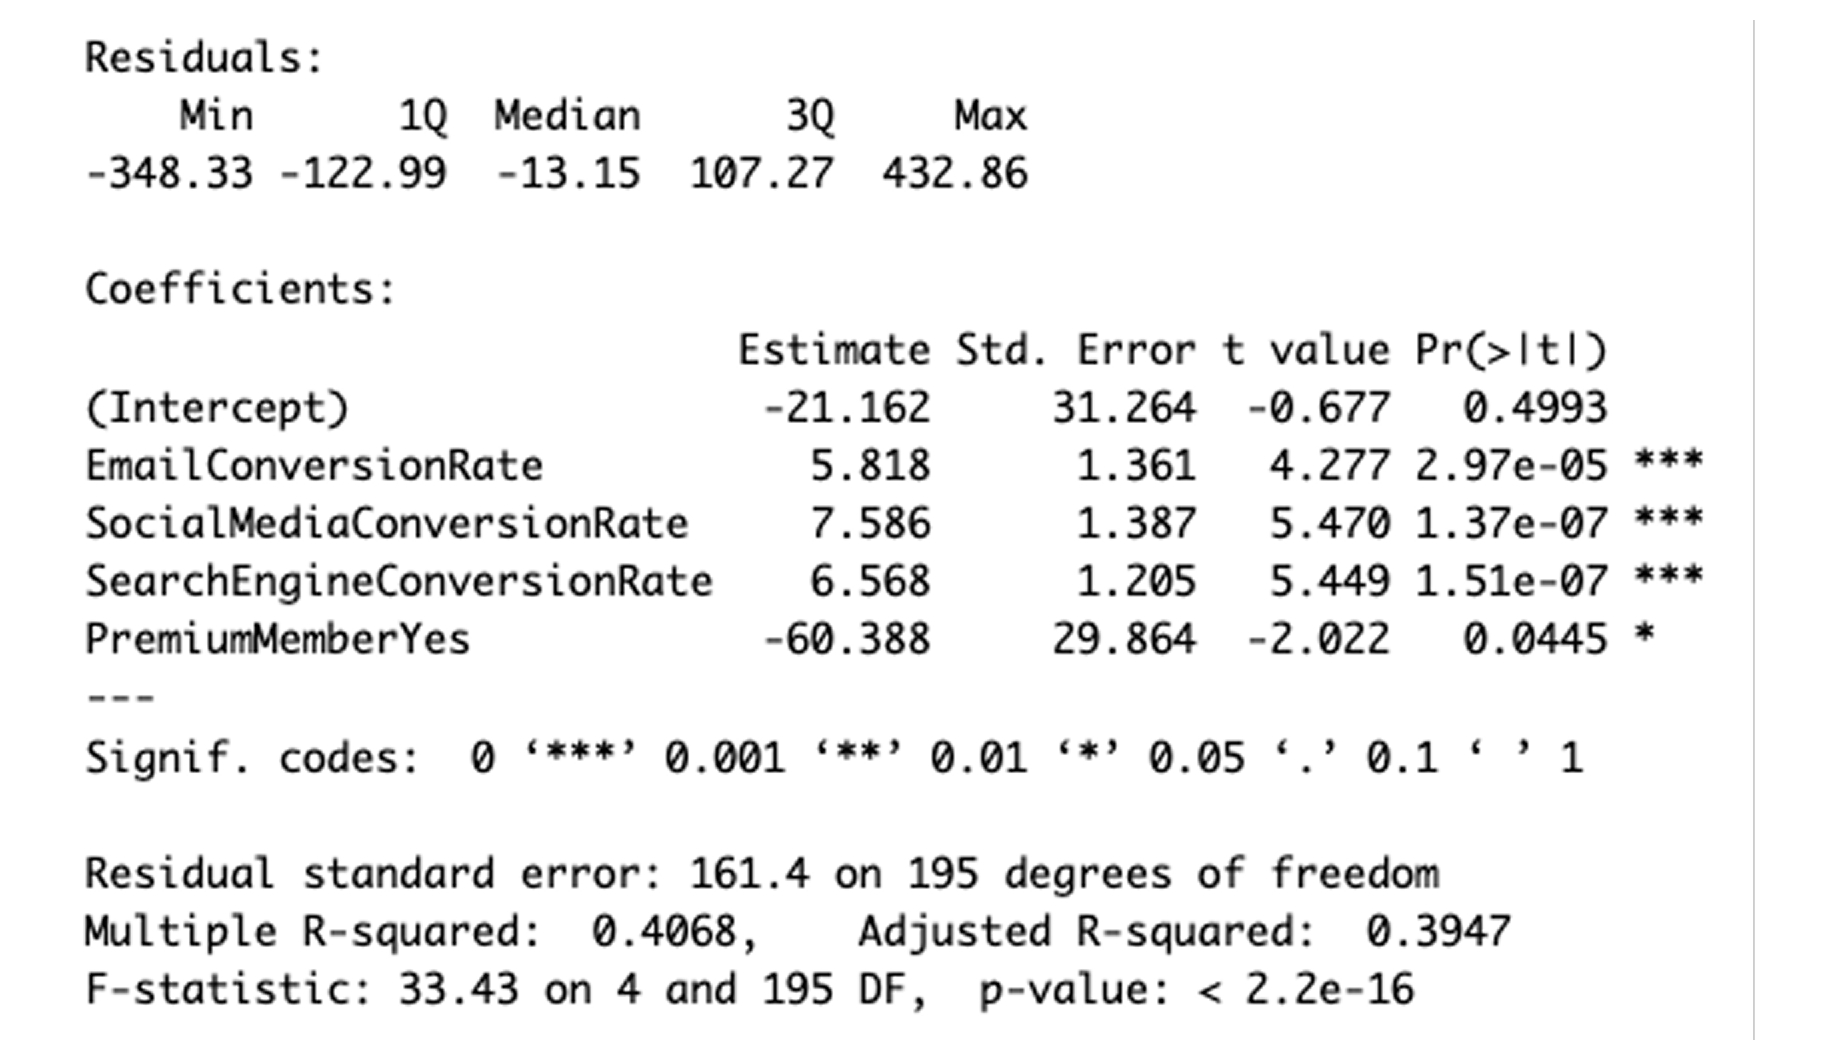 Residuals:
    Min      1Q  Median      3Q     Max
-348.33 -122.99  -13.15  107.27  432.86
Coefficients:
                           Estimate Std. Error t value Pr(>|t|)
(Intercept)                 -21.162     31.264  -0.677   0.4993
EmailConversionRate           5.818      1.361   4.277 2.97e-05 ***
SocialMediaConversionRate     7.586      1.387   5.470 1.37e-07 ***
SearchEngineConversionRate    6.568      1.205   5.449 1.51e-07 ***
PremiumMemberYes            -60.388     29.864  -2.022   0.0445 *
---
Signif. codes:  0 ‘***’ 0.001 ‘**’ 0.01 ‘*’ 0.05 ‘.’ 0.1 ‘ ’ 1
Residual standard error: 161.4 on 195 degrees of freedom
Multiple R-squared:  0.4068,    Adjusted R-squared:  0.3947
F-statistic: 33.43 on 4 and 195 DF,  p-value: < 2.2e-16